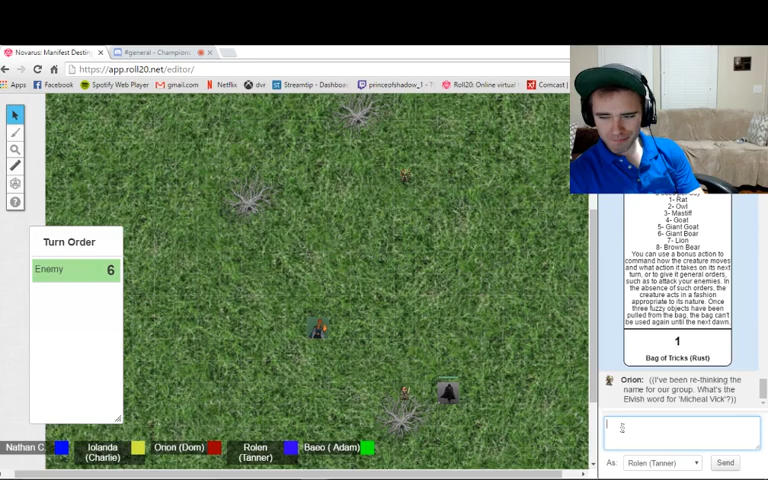 Novarus: Manifest Destin
#general - Champion
https://app.roll20.net/editor/
Apps
Facebook
Spotify Web Player
gmail.com
Netflix
dvr
Streamtip - Dashboa
princeofshadow_1 - T
Roll20: Online virtual
Comcast
Turn Order
Enemy 6
1- Rat
2- Owl
3- Mastiff
4- Goat
5- Giant Goat
6- Giant Boar
7- Lion
8- Brown Bear
You can use a bonus action to
command how the creature moves
and what action it takes on its next
turn, or to give it general orders,
such as to attack your enemies. In
the absence of such orders, the
creature acts in a fashion
appropriate to its nature. Once
three fuzzy objects have been
pulled from the bag, the bag can't
be used again until the next dawn.
1
Bag of Tricks (Rust)
Orion: ((I've been re-thinking the
name for our group. What's the
Elvish word for 'Micheal Vick'?))
As: Rolen (Tanner) Send
Nathan C.
Iolanda
(Charlie)
Orion (Dom)
Rolen
(Tanner)
Baeo ( Adam)